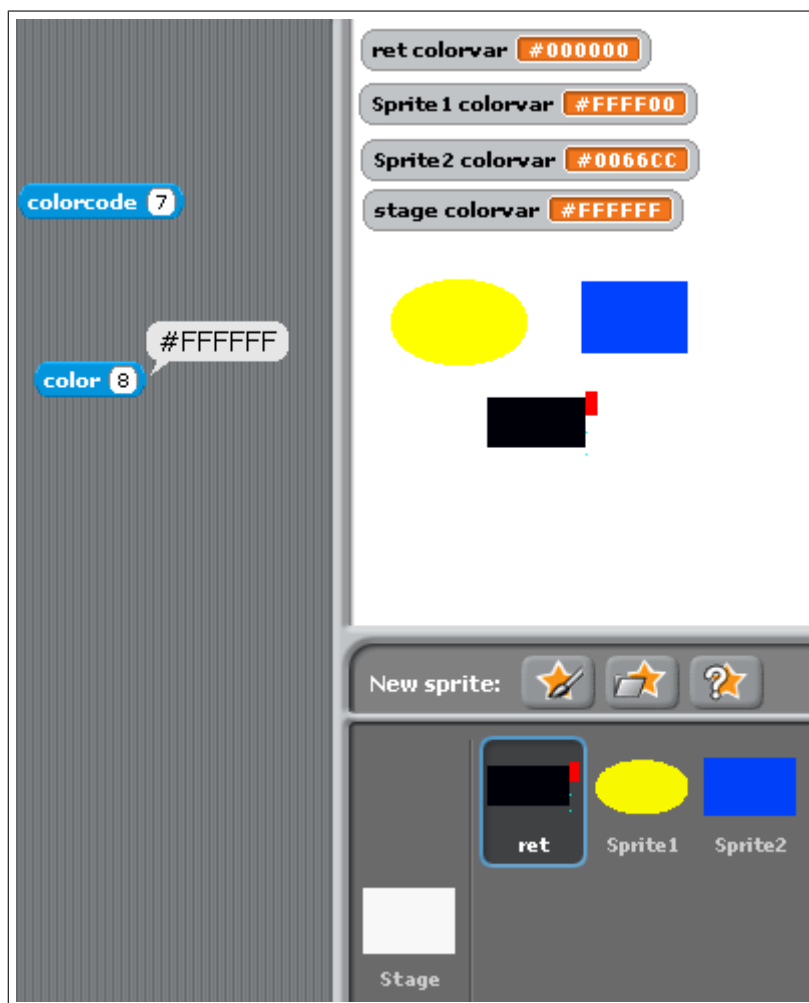 ret colorvar #000000
Sprite1 colorvar #FFFF00
Sprite2 colorvar #0066CC
stage colorvar #FFFFFF
colorcode 7
#FFFFFF
color 8
New sprite:
ret
Sprite1
Sprite2
Stage